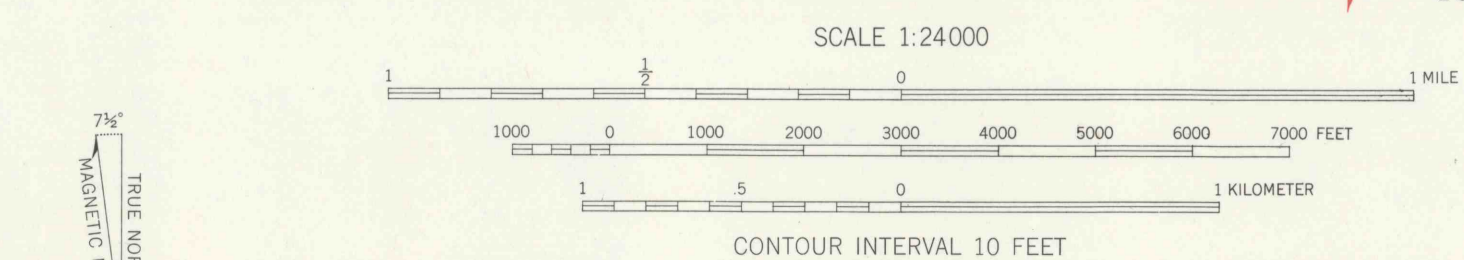 SCALE 1:24000
1 ½ 0 1 MILE
1000 0 1000 2000 3000 4000 5000 6000 7000 FEET
1 .5 0 1 KILOMETER
CONTOUR INTERVAL 10 FEET
7½°
MAGNETIC
TRUE NOR